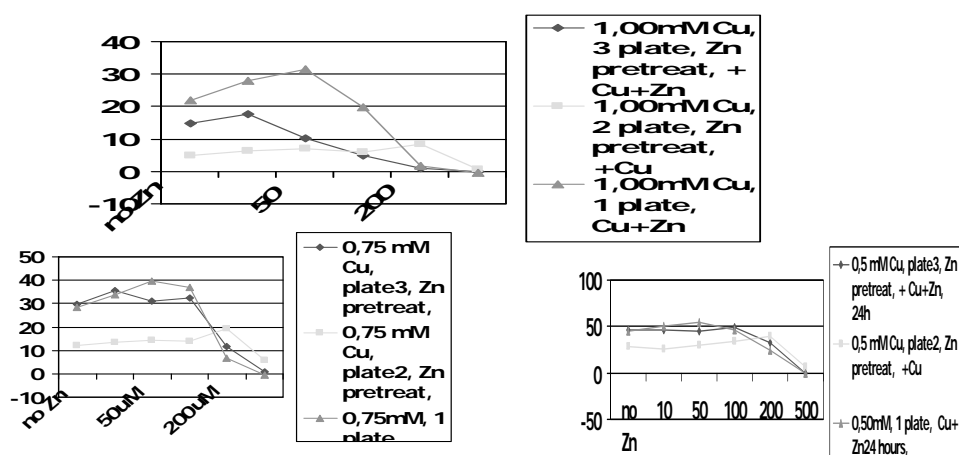 40
30
20
10
0
-10
no Zn
50
200
1,00mM Cu,
3 plate, Zn
pretreat, +
Cu+Zn
1,00mM Cu,
2 plate, Zn
pretreat,
+Cu
1,00mM Cu,
1 plate,
Cu+Zn
50
40
30
20
10
0
-10
no Zn
50uM
200uM
0,75 mM
Cu,
plate3, Zn
pretreat,
0,75 mM
Cu,
plate2, Zn
pretreat,
0,75mM, 1
plate
100
50
0
-50
no 10 50 100 200 500
Zn
0,5 mM Cu, plate3, Zn
pretreat, + Cu+Zn,
24h
0,5 mM Cu, plate2, Zn
pretreat, +Cu
0,50mM, 1 plate, Cu+
Zn24 hours,